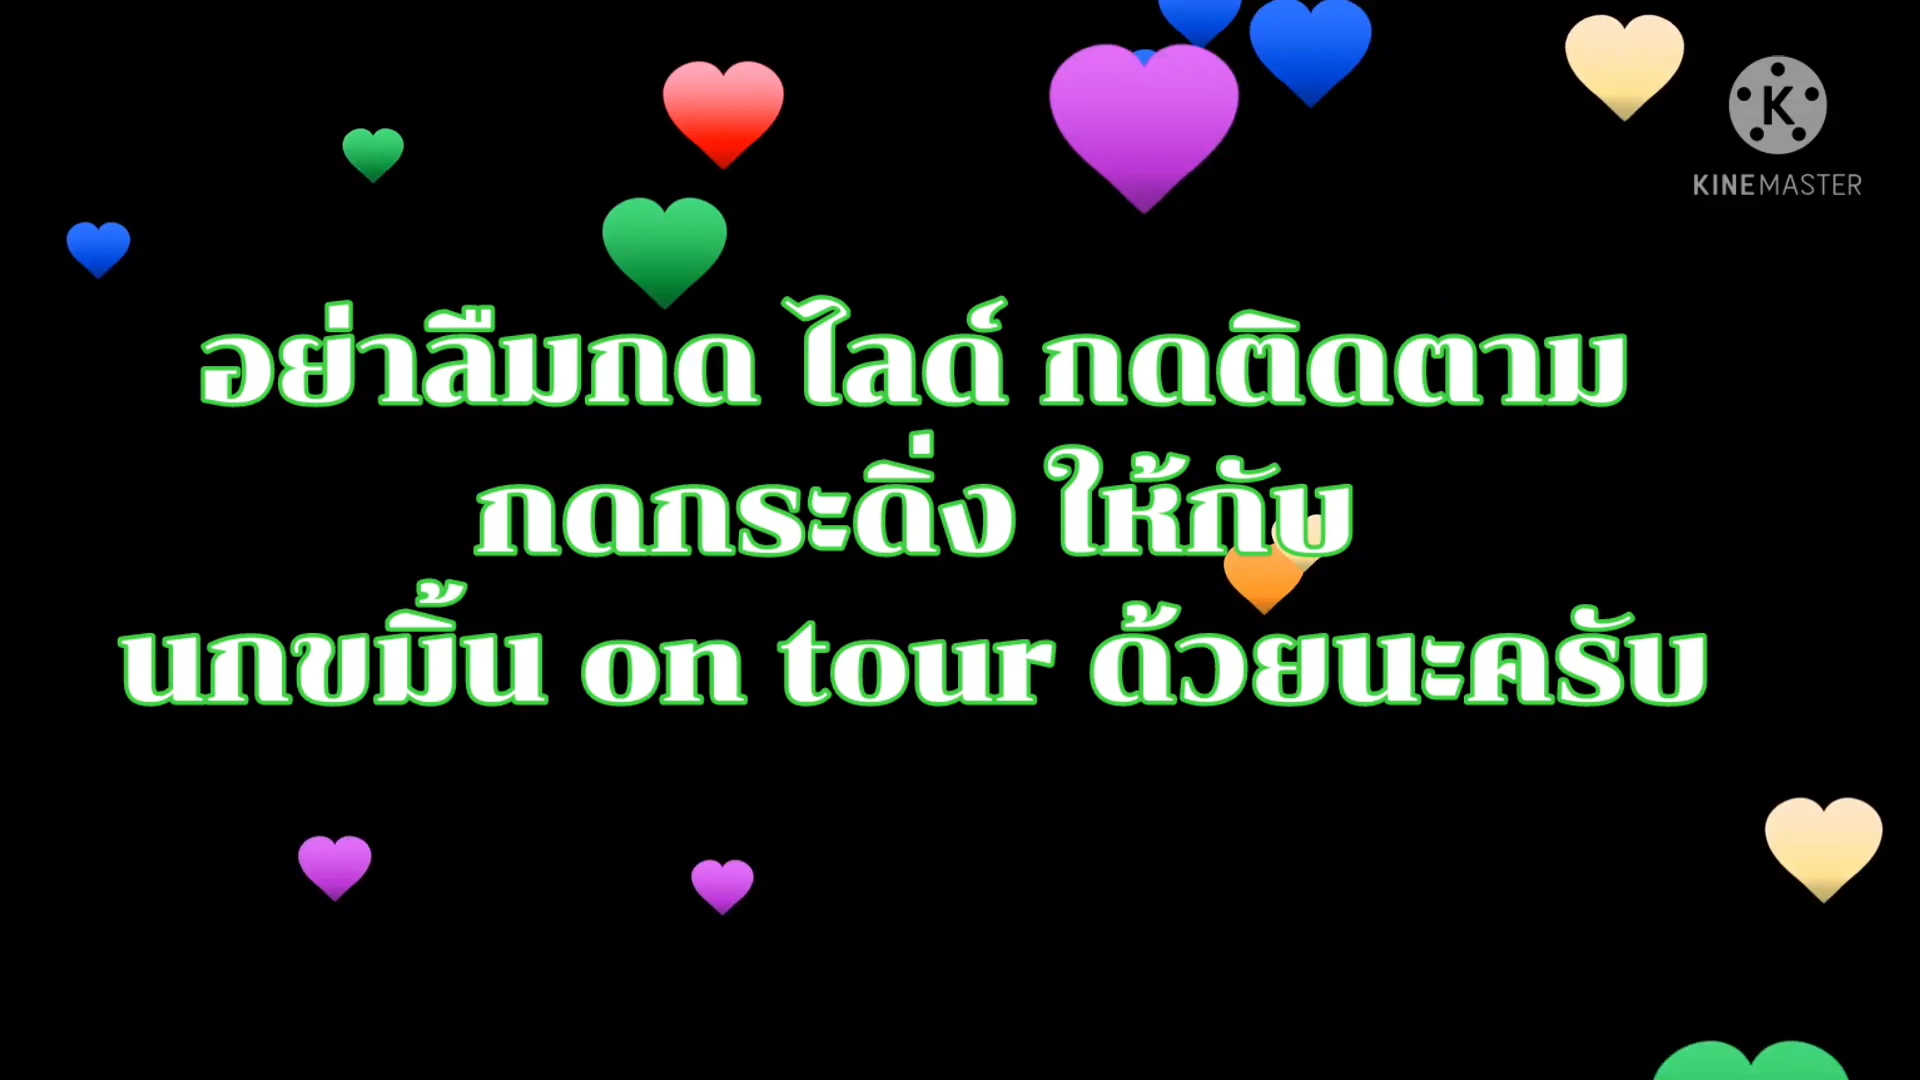 KINEMASTER
อย่าลืมกด ไลด์ กดติดตาม
กดกระดิ่ง ให้กับ
นกขมิ้น on tour ด้วยนะครับ